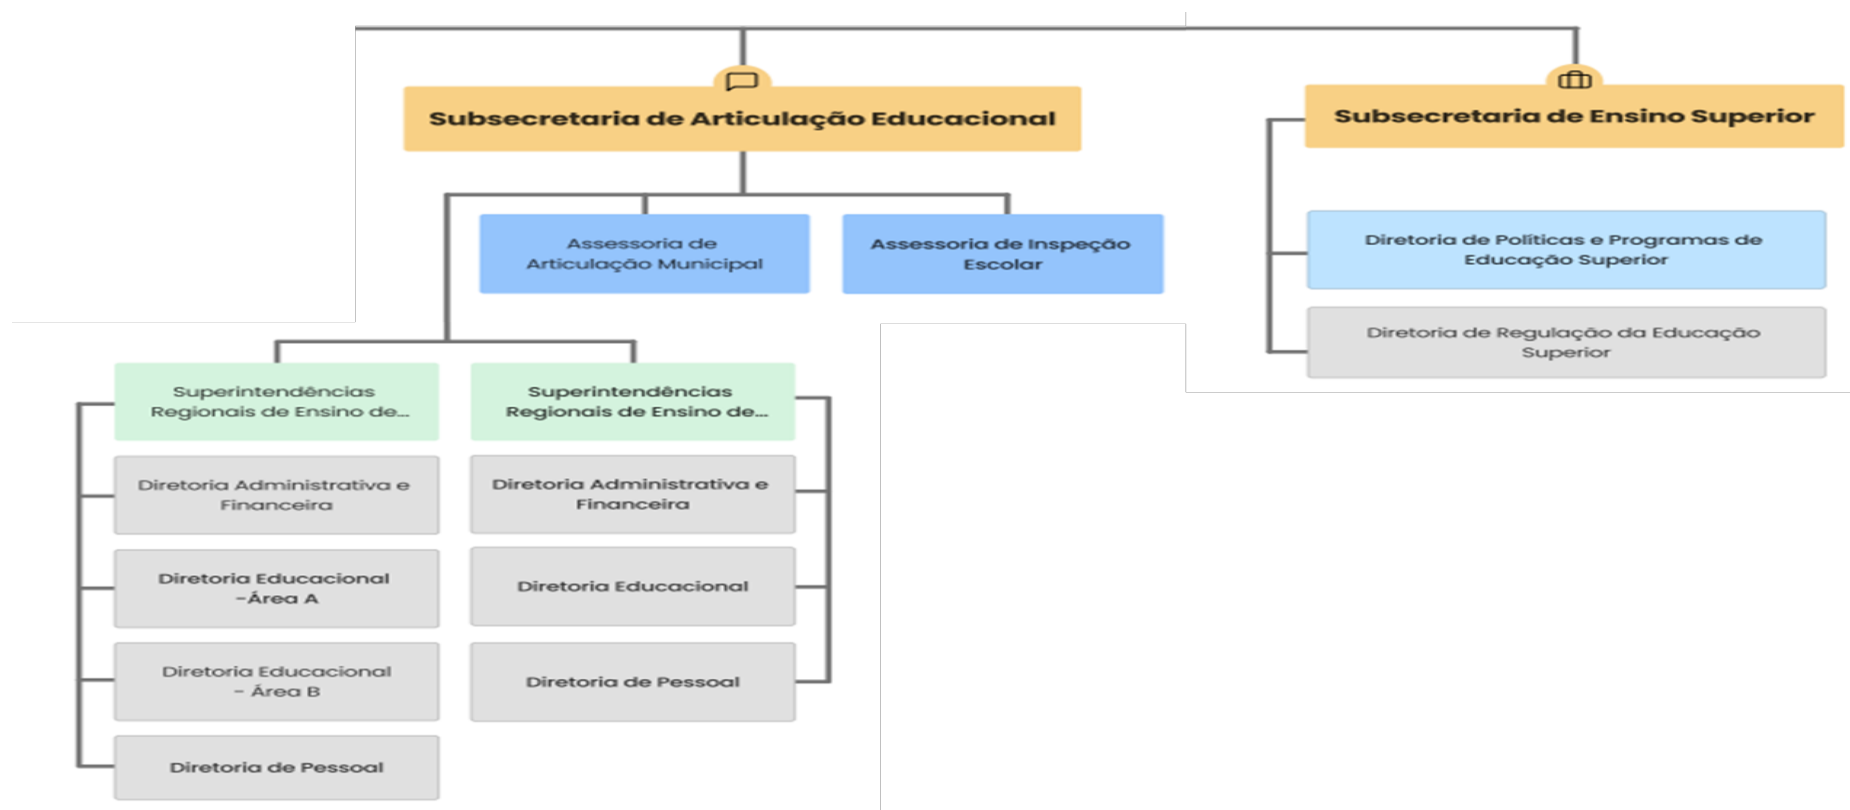 Subsecretaria de Articulação Educacional
Subsecretaria de Ensino Superior
Assessoria de
Articulação Municipal
Assessoria de Inspeção
Escolar
Diretoria de Políticas e Programas de
Educação Superior
Diretoria de Regulação da Educação
Superior
Superintendências
Regionais de Ensino de...
Diretoria Administrativa e
Financeira
Diretoria Educacional
-Área A
Diretoria Educacional
- Área B
Diretoria de Pessoal
Superintendências
Regionais de Ensino de...
Diretoria Administrativa e
Financeira
Diretoria Educacional
Diretoria de Pessoal